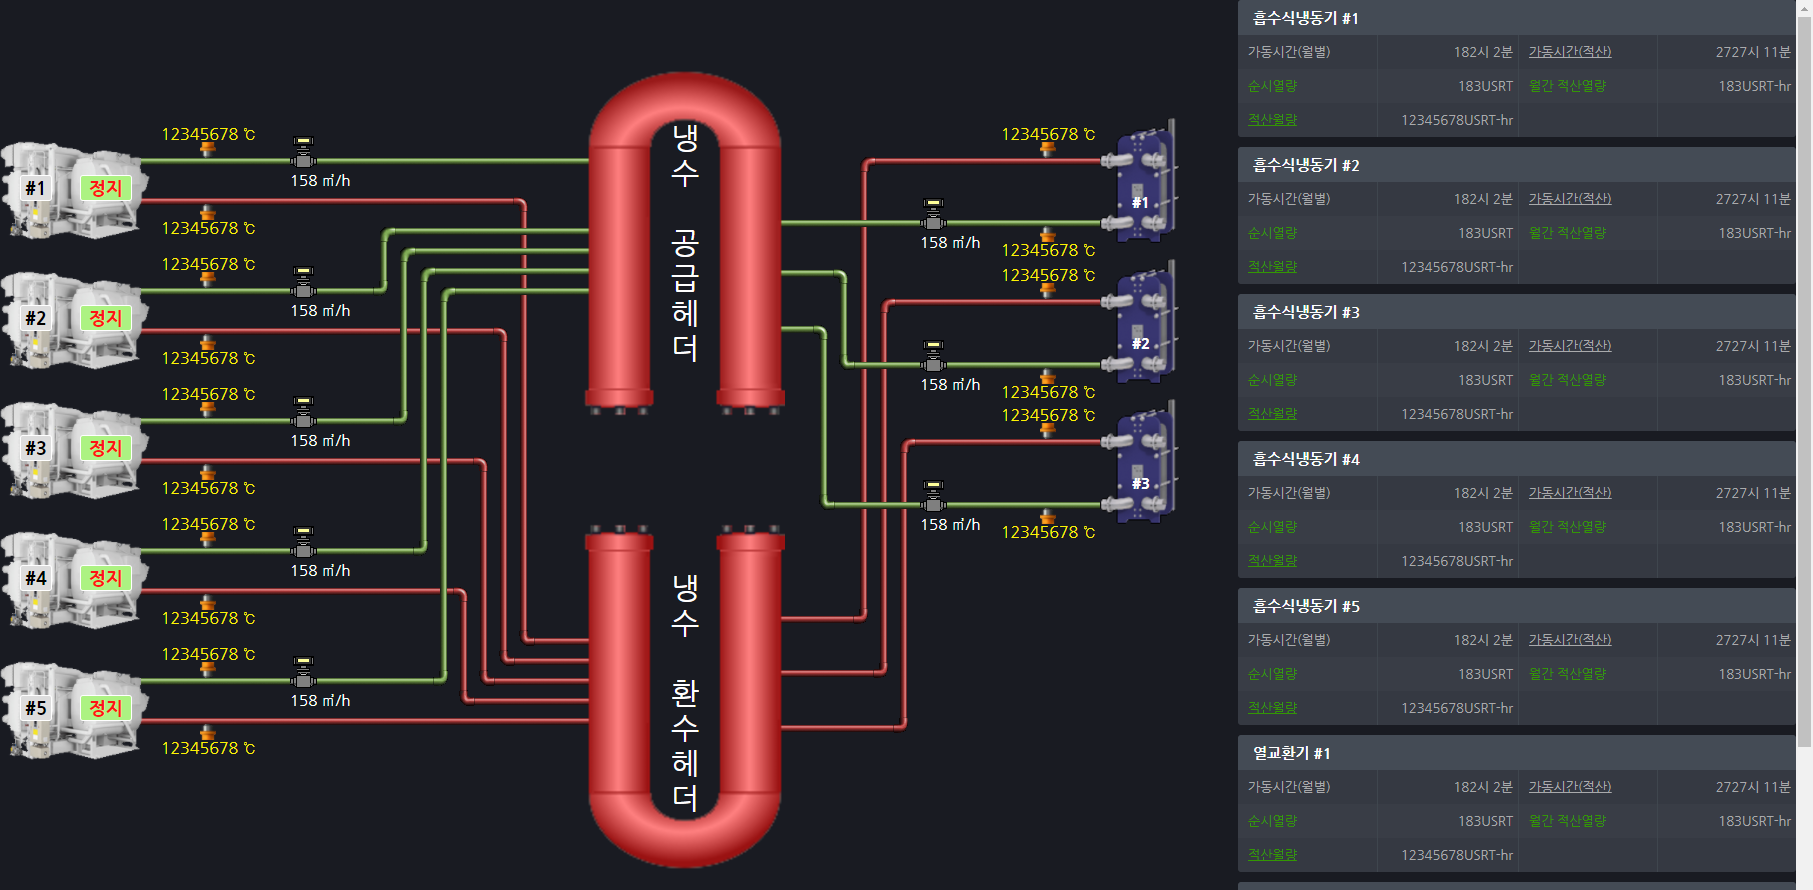 12345678 ℃
158 ㎥/h
#1
정지
12345678 ℃
12345678 ℃
158 ㎥/h
#2
정지
12345678 ℃
12345678 ℃
158 ㎥/h
#3
정지
12345678 ℃
12345678 ℃
158 ㎥/h
#4
정지
12345678 ℃
12345678 ℃
158 ㎥/h
#5
정지
12345678 ℃
냉수 공급헤더
냉수 환수헤더
12345678 ℃
#1
158 ㎥/h
12345678 ℃
12345678 ℃
#2
158 ㎥/h
12345678 ℃
12345678 ℃
#3
158 ㎥/h
12345678 ℃
흡수식냉동기 #1
가동시간(월별) 182시 2분 가동시간(적산) 2727시 11분
순시열량 183USRT 월간 적산열량 183USRT-hr
적산월량 12345678USRT-hr
흡수식냉동기 #2
가동시간(월별) 182시 2분 가동시간(적산) 2727시 11분
순시열량 183USRT 월간 적산열량 183USRT-hr
적산월량 12345678USRT-hr
흡수식냉동기 #3
가동시간(월별) 182시 2분 가동시간(적산) 2727시 11분
순시열량 183USRT 월간 적산열량 183USRT-hr
적산월량 12345678USRT-hr
흡수식냉동기 #4
가동시간(월별) 182시 2분 가동시간(적산) 2727시 11분
순시열량 183USRT 월간 적산열량 183USRT-hr
적산월량 12345678USRT-hr
흡수식냉동기 #5
가동시간(월별) 182시 2분 가동시간(적산) 2727시 11분
순시열량 183USRT 월간 적산열량 183USRT-hr
적산월량 12345678USRT-hr
열교환기 #1
가동시간(월별) 182시 2분 가동시간(적산) 2727시 11분
순시열량 183USRT 월간 적산열량 183USRT-hr
적산월량 12345678USRT-hr